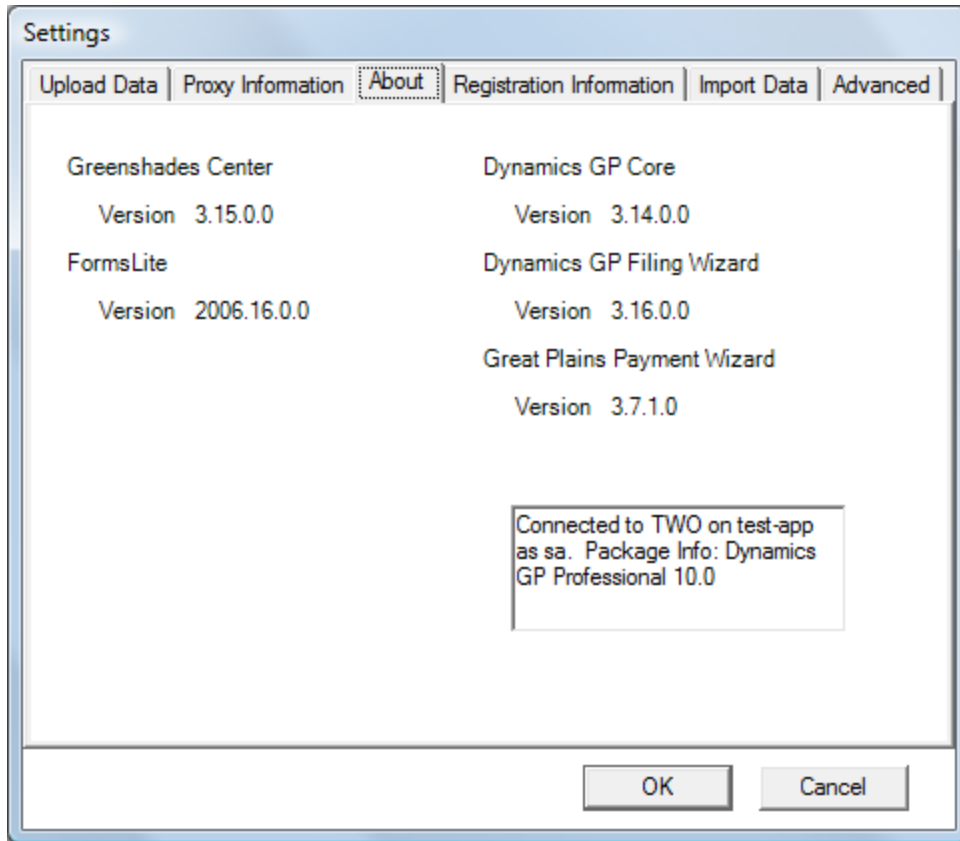 Settings
Upload Data Proxy Information About Registration Information Import Data Advanced
Greenshades Center
Version 3.15.0.0
FormsLite
Version 2006.16.0.0
Dynamics GP Core
Version 3.14.0.0
Dynamics GP Filing Wizard
Version 3.16.0.0
Great Plains Payment Wizard
Version 3.7.1.0
Connected to TWO on test-app
as sa. Package Info: Dynamics
GP Professional 10.0
OK Cancel